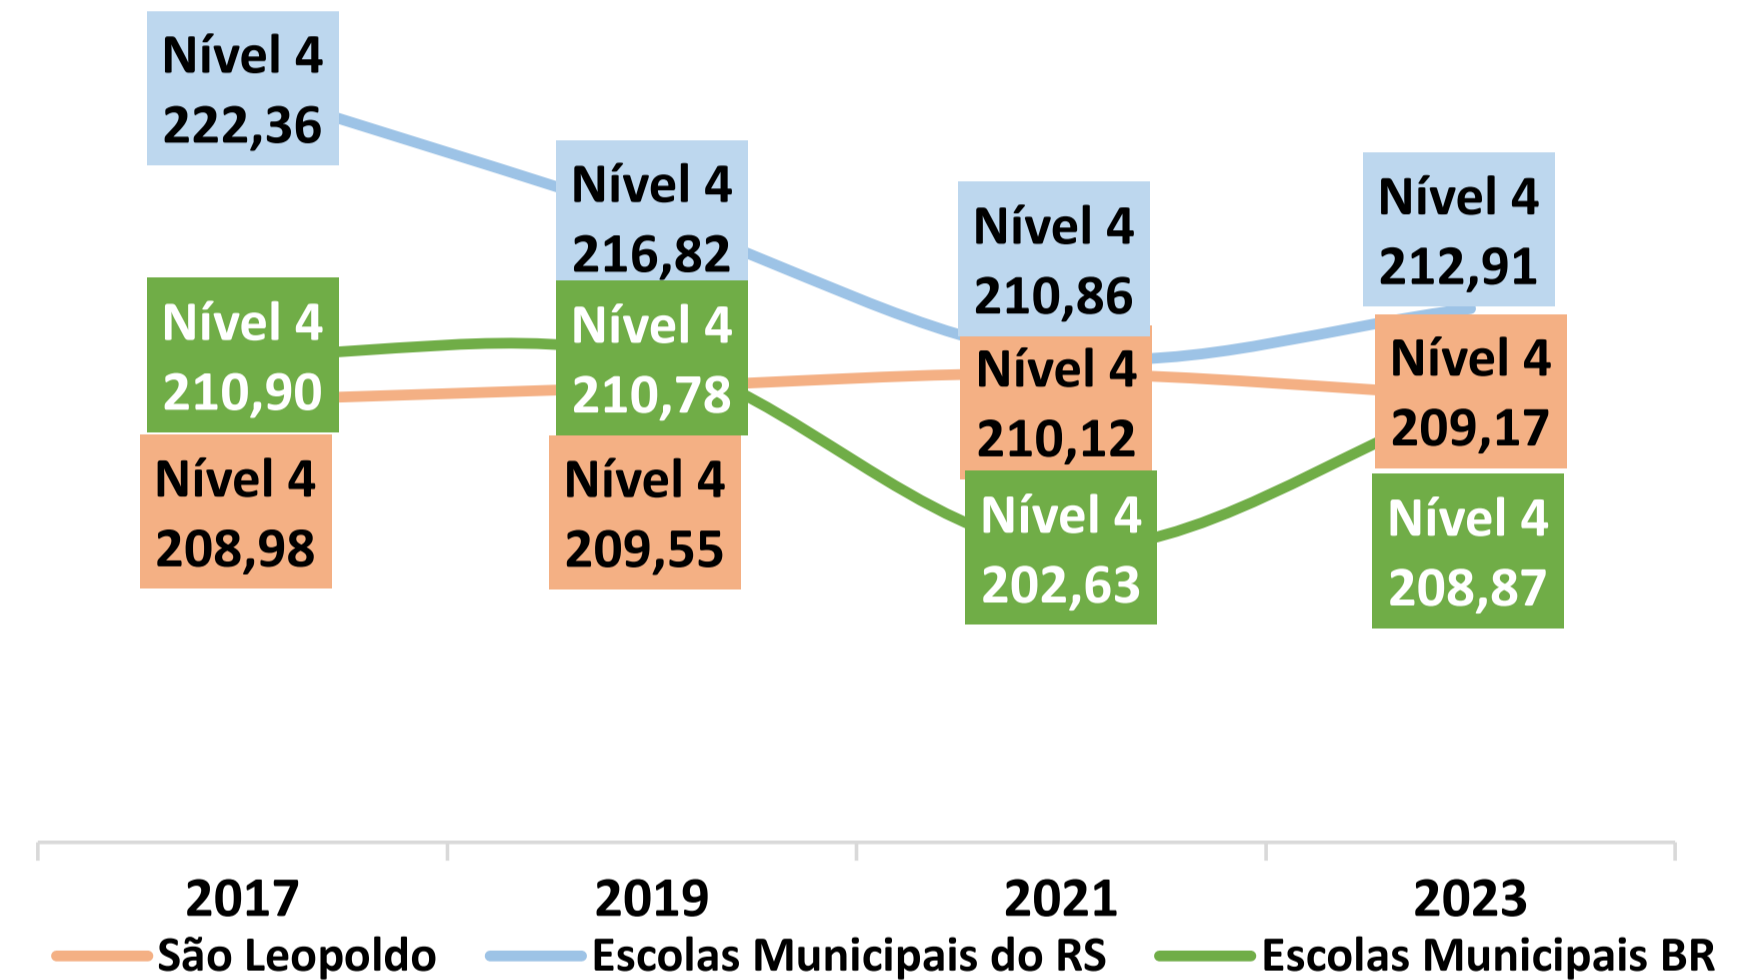 Nível 4
222,36
Nível 4
210,90
Nível 4
208,98
Nível 4
216,82
Nível 4
210,78
Nível 4
209,55
Nível 4
210,86
Nível 4
210,12
Nível 4
202,63
Nível 4
212,91
Nível 4
209,17
Nível 4
208,87
2017 2019 2021 2023
São Leopoldo Escolas Municipais do RS Escolas Municipais BR